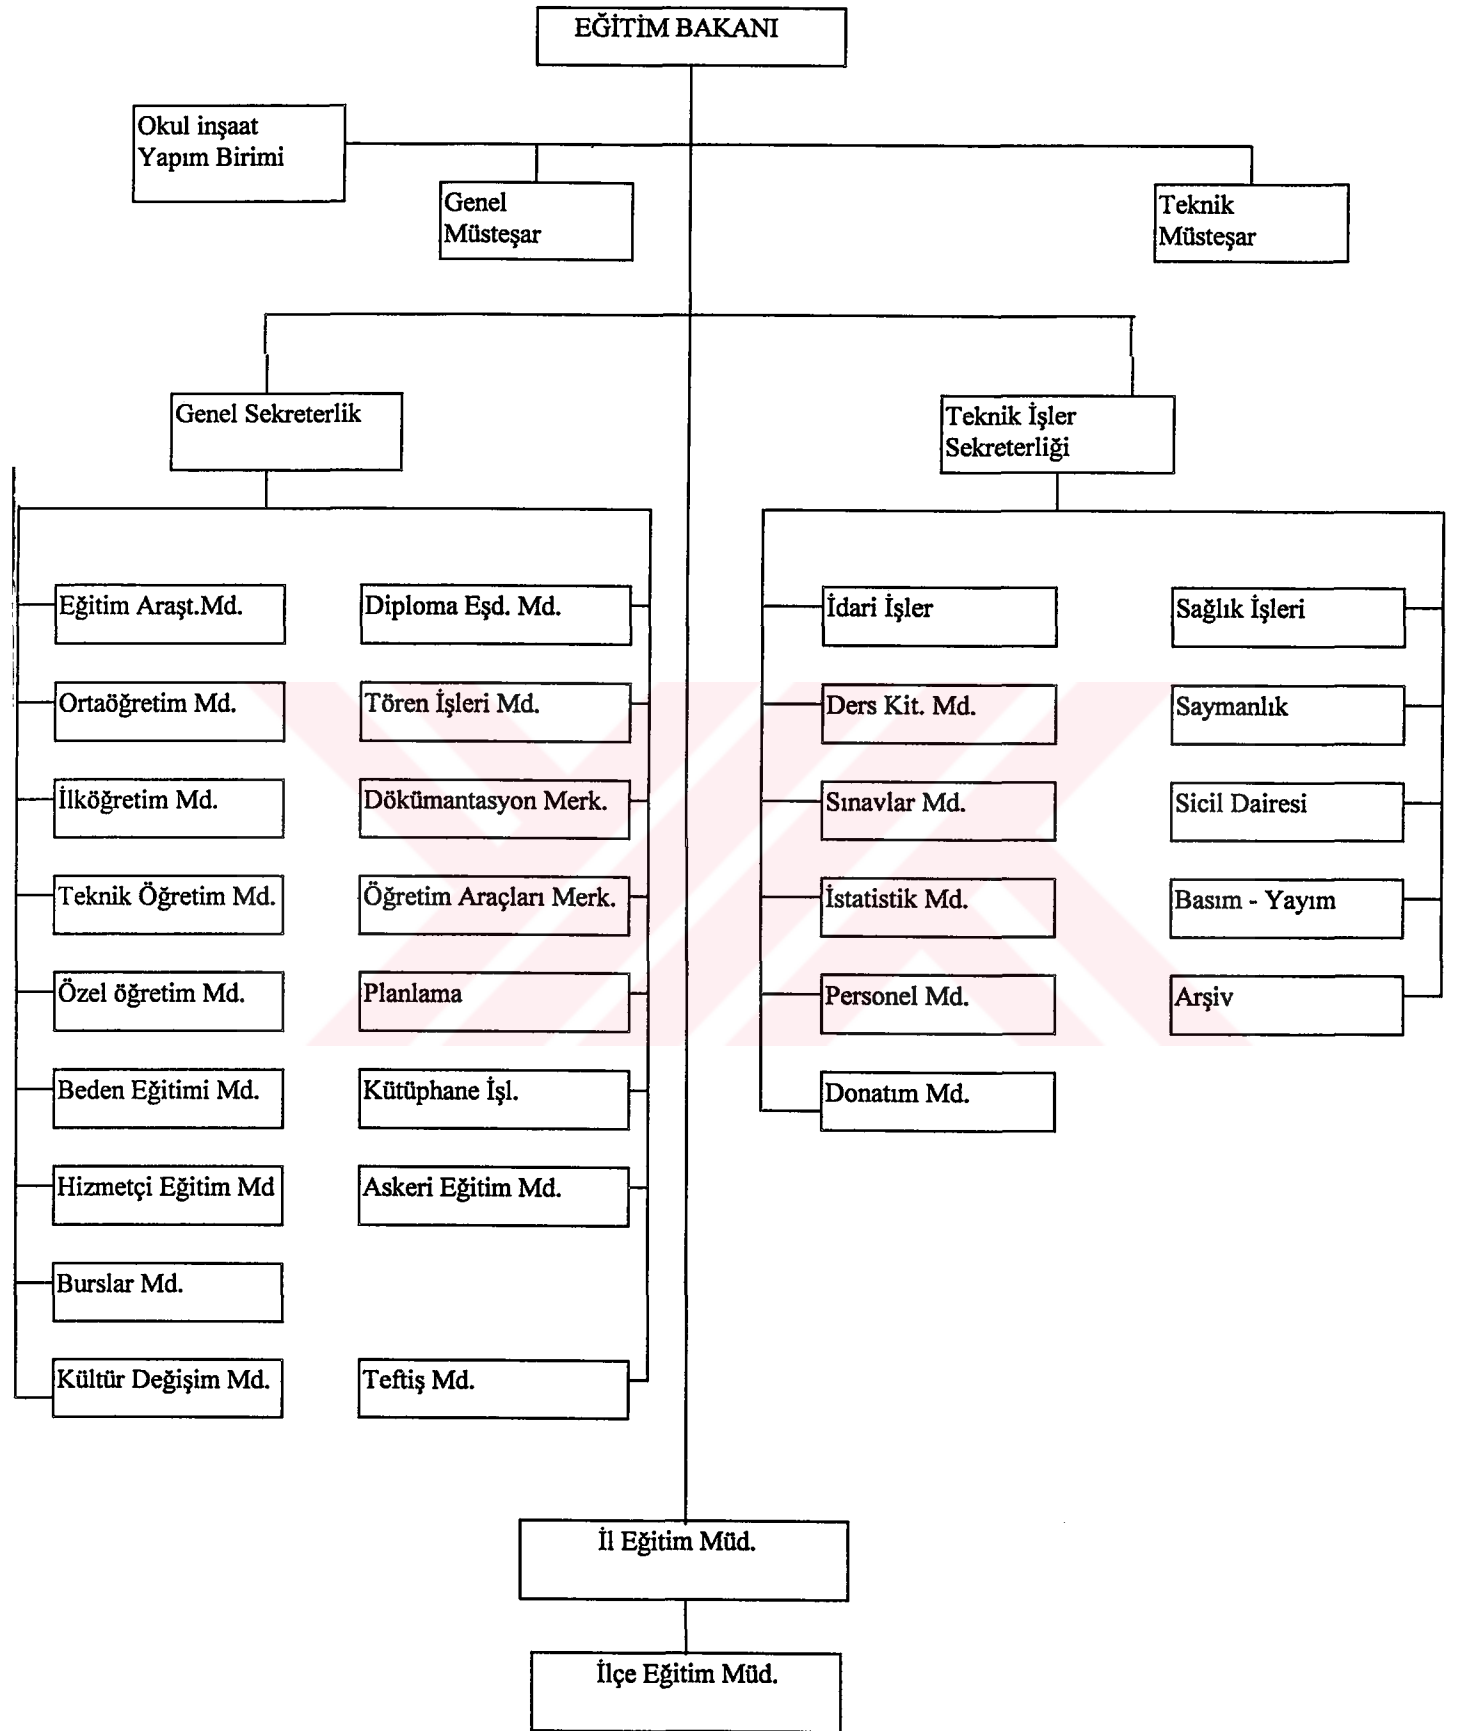 EĞİTİM BAKANI
Okul inşaat
Yapım Birimi
Genel
Müsteşar
Teknik
Müsteşar
Genel Sekreterlik
Teknik İşler
Sekreterliği
Eğitim Araşt.Md.
Ortaöğretim Md.
İlköğretim Md.
Teknik Öğretim Md.
Özel öğretim Md.
Beden Eğitimi Md.
Hizmetçi Eğitim Md
Burslar Md.
Kültür Değişim Md.
Diploma Eşd. Md.
Tören İşleri Md.
Dökümantasyon Merk.
Öğretim Araçları Merk.
Planlama
Kütüphane İşl.
Askeri Eğitim Md.
Teftiş Md.
İdari İşler
Ders Kit. Md.
Sınavlar Md.
İstatistik Md.
Personel Md.
Donatım Md.
Sağlık İşleri
Saymanlık
Sicil Dairesi
Basım - Yayım
Arşiv
İl Eğitim Müd.
İlçe Eğitim Müd.